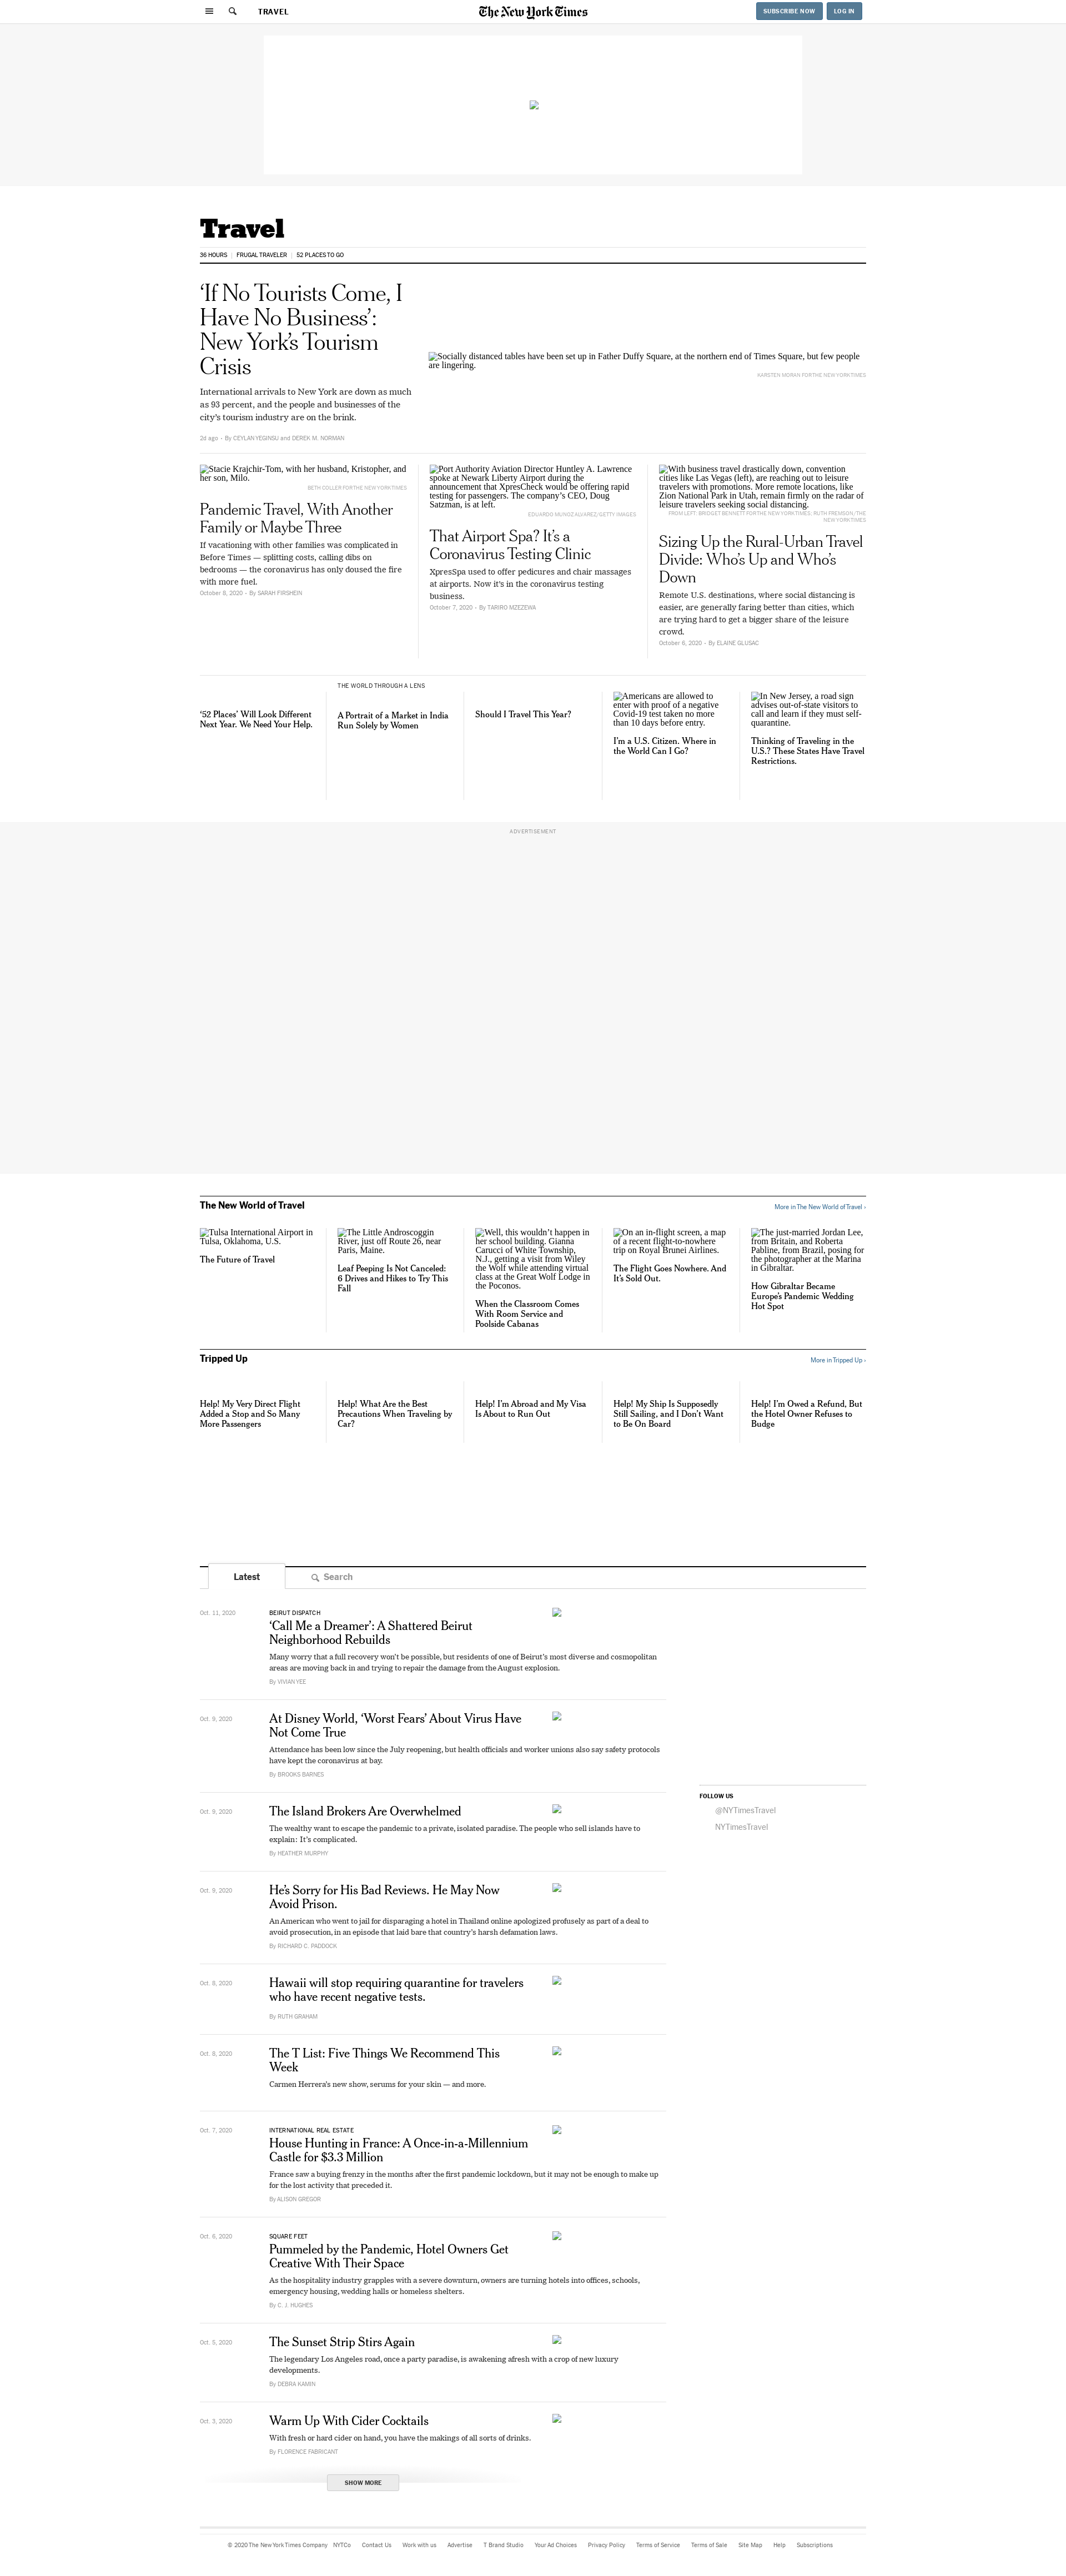 TRAVEL
The New York Times
SUBSCRIBE NOW
LOG IN
Travel
36 HOURS
FRUGAL TRAVELER
52 PLACES TO GO
‘If No Tourists Come, I
Have No Business’:
New York’s Tourism
Crisis
International arrivals to New York are down as much
as 93 percent, and the people and businesses of the
city’s tourism industry are on the brink.
2d ago - By CEYLAN YEGINSU and DEREK M. NORMAN
Socially distanced tables have been set up in Father Duffy Square, at the northern end of Times Square, but few people
are lingering.
KARSTEN MORAN FOR THE NEW YORK TIMES
Stacie Krajchir-Tom, with her husband, Kristopher, and
her son, Milo.
BETH COLLER FOR THE NEW YORK TIMES
Pandemic Travel, With Another
Family or Maybe Three
If vacationing with other families was complicated in
Before Times — splitting costs, calling dibs on
bedrooms — the coronavirus has only doused the fire
with more fuel.
October 8, 2020 - By SARAH FIRSHEIN
Port Authority Aviation Director Huntley A. Lawrence
spoke at Newark Liberty Airport during the
announcement that XpresCheck would be offering rapid
testing for passengers. The company’s CEO, Doug
Satzman, is at left.
EDUARDO MUNOZ ALVAREZ/GETTY IMAGES
That Airport Spa? It’s a
Coronavirus Testing Clinic
XpresSpa used to offer pedicures and chair massages
at airports. Now it’s in the coronavirus testing
business.
October 7, 2020 - By TARIRO MZEZEWA
With business travel drastically down, convention
cities like Las Vegas (left), are reaching out to leisure
travelers with promotions. More remote locations, like
Zion National Park in Utah, remain firmly on the radar of
leisure travelers seeking social distancing.
FROM LEFT: BRIDGET BENNETT FOR THE NEW YORK TIMES; RUTH FREMSON/THE
NEW YORK TIMES
Sizing Up the Rural-Urban Travel
Divide: Who’s Up and Who’s
Down
Remote U.S. destinations, where social distancing is
easier, are generally faring better than cities, which
are trying hard to get a bigger share of the leisure
crowd.
October 6, 2020 - By ELAINE GLUSAC
‘52 Places’ Will Look Different
Next Year. We Need Your Help.
THE WORLD THROUGH A LENS
A Portrait of a Market in India
Run Solely by Women
Should I Travel This Year?
Americans are allowed to
enter with proof of a negative
Covid-19 test taken no more
than 10 days before entry.
I’m a U.S. Citizen. Where in
the World Can I Go?
In New Jersey, a road sign
advises out-of-state visitors to
call and learn if they must self-
quarantine.
Thinking of Traveling in the
U.S.? These States Have Travel
Restrictions.
ADVERTISEMENT
The New World of Travel
More in The New World of Travel ›
Tulsa International Airport in
Tulsa, Oklahoma, U.S.
The Future of Travel
The Little Androscoggin
River, just off Route 26, near
Paris, Maine.
Leaf Peeping Is Not Canceled:
6 Drives and Hikes to Try This
Fall
Well, this wouldn’t happen in
her school building. Gianna
Carucci of White Township,
N.J., getting a visit from Wiley
the Wolf while attending virtual
class at the Great Wolf Lodge in
the Poconos.
When the Classroom Comes
With Room Service and
Poolside Cabanas
On an in-flight screen, a map
of a recent flight-to-nowhere
trip on Royal Brunei Airlines.
The Flight Goes Nowhere. And
It’s Sold Out.
The just-married Jordan Lee,
from Britain, and Roberta
Pabline, from Brazil, posing for
the photographer at the Marina
in Gibraltar.
How Gibraltar Became
Europe’s Pandemic Wedding
Hot Spot
Tripped Up
More in Tripped Up ›
Help! My Very Direct Flight
Added a Stop and So Many
More Passengers
Help! What Are the Best
Precautions When Traveling by
Car?
Help! I’m Abroad and My Visa
Is About to Run Out
Help! My Ship Is Supposedly
Still Sailing, and I Don’t Want
to Be On Board
Help! I’m Owed a Refund, But
the Hotel Owner Refuses to
Budge
Latest
Search
Oct. 11, 2020
BEIRUT DISPATCH
‘Call Me a Dreamer’: A Shattered Beirut
Neighborhood Rebuilds
Many worry that a full recovery won’t be possible, but residents of one of Beirut’s most diverse and cosmopolitan
areas are moving back in and trying to repair the damage from the August explosion.
By VIVIAN YEE
Oct. 9, 2020
At Disney World, ‘Worst Fears’ About Virus Have
Not Come True
Attendance has been low since the July reopening, but health officials and worker unions also say safety protocols
have kept the coronavirus at bay.
By BROOKS BARNES
FOLLOW US
@NYTimesTravel
NYTimesTravel
Oct. 9, 2020
The Island Brokers Are Overwhelmed
The wealthy want to escape the pandemic to a private, isolated paradise. The people who sell islands have to
explain: It’s complicated.
By HEATHER MURPHY
Oct. 9, 2020
He’s Sorry for His Bad Reviews. He May Now
Avoid Prison.
An American who went to jail for disparaging a hotel in Thailand online apologized profusely as part of a deal to
avoid prosecution, in an episode that laid bare that country’s harsh defamation laws.
By RICHARD C. PADDOCK
Oct. 8, 2020
Hawaii will stop requiring quarantine for travelers
who have recent negative tests.
By RUTH GRAHAM
Oct. 8, 2020
The T List: Five Things We Recommend This
Week
Carmen Herrera’s new show, serums for your skin — and more.
Oct. 7, 2020
INTERNATIONAL REAL ESTATE
House Hunting in France: A Once-in-a-Millennium
Castle for $3.3 Million
France saw a buying frenzy in the months after the first pandemic lockdown, but it may not be enough to make up
for the lost activity that preceded it.
By ALISON GREGOR
Oct. 6, 2020
SQUARE FEET
Pummeled by the Pandemic, Hotel Owners Get
Creative With Their Space
As the hospitality industry grapples with a severe downturn, owners are turning hotels into offices, schools,
emergency housing, wedding halls or homeless shelters.
By C. J. HUGHES
Oct. 5, 2020
The Sunset Strip Stirs Again
The legendary Los Angeles road, once a party paradise, is awakening afresh with a crop of new luxury
developments.
By DEBRA KAMIN
Oct. 3, 2020
Warm Up With Cider Cocktails
With fresh or hard cider on hand, you have the makings of all sorts of drinks.
By FLORENCE FABRICANT
SHOW MORE
© 2020 The New York Times Company
NYTCo
Contact Us
Work with us
Advertise
T Brand Studio
Your Ad Choices
Privacy Policy
Terms of Service
Terms of Sale
Site Map
Help
Subscriptions